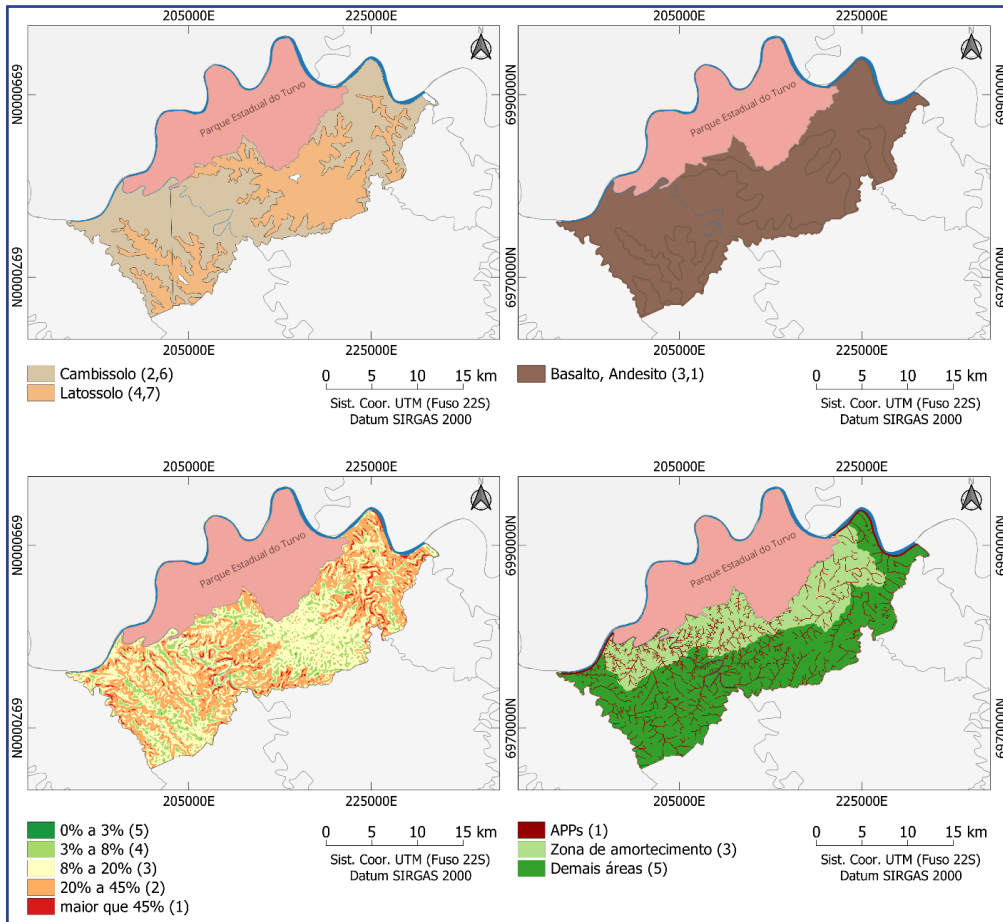 205000E 225000E
N
6990000N
Parque Estadual do Turvo
6970000N
205000E 225000E
Cambissolo (2,6)
Latossolo (4,7)
0 5 10 15 km
Sist. Coor. UTM (Fuso 22S)
Datum SIRGAS 2000
205000E 225000E
N
Parque Estadual do Turvo
6990000N
6970000N
205000E 225000E
Basalto, Andesito (3,1)
0 5 10 15 km
Sist. Coor. UTM (Fuso 22S)
Datum SIRGAS 2000
205000E 225000E
N
6990000N
Parque Estadual do Turvo
6970000N
205000E 225000E
0% a 3% (5)
3% a 8% (4)
8% a 20% (3)
20% a 45% (2)
maior que 45% (1)
0 5 10 15 km
Sist. Coor. UTM (Fuso 22S)
Datum SIRGAS 2000
205000E 225000E
N
Parque Estadual do Turvo
6990000N
6970000N
205000E 225000E
APPs (1)
Zona de amortecimento (3)
Demais áreas (5)
0 5 10 15 km
Sist. Coor. UTM (Fuso 22S)
Datum SIRGAS 2000